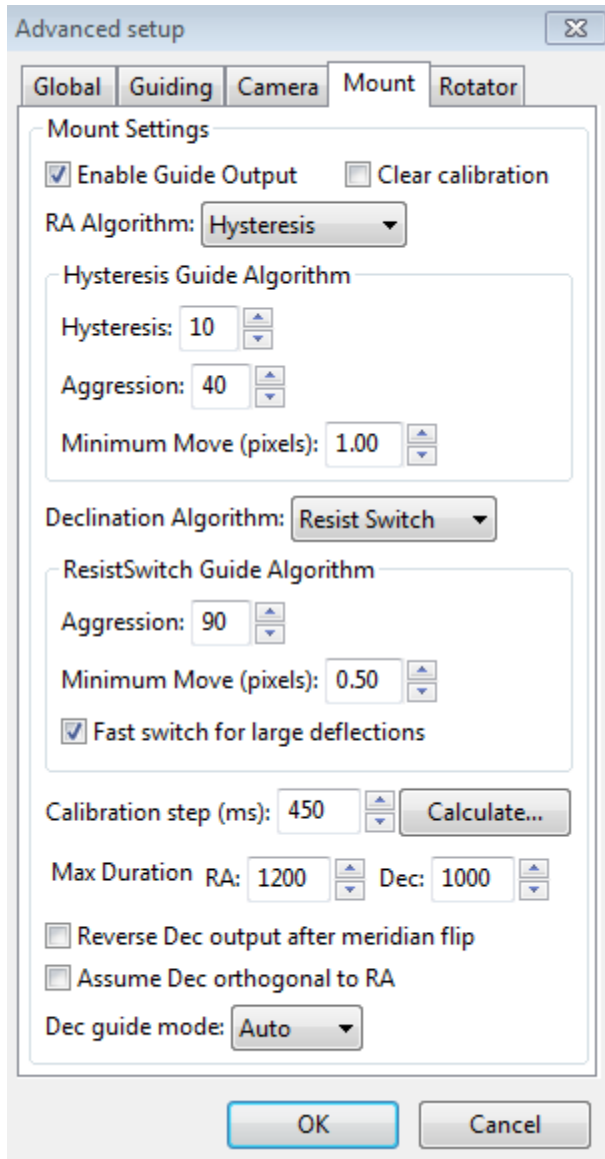 Advanced setup
Global Guiding Camera Mount Rotator
Mount Settings
Enable Guide Output Clear calibration
RA Algorithm: Hysteresis
Hysteresis Guide Algorithm
Hysteresis: 10
Aggression: 40
Minimum Move (pixels): 1.00
Declination Algorithm: Resist Switch
ResistSwitch Guide Algorithm
Aggression: 90
Minimum Move (pixels): 0.50
Fast switch for large deflections
Calibration step (ms): 450 Calculate...
Max Duration RA: 1200 Dec: 1000
Reverse Dec output after meridian flip
Assume Dec orthogonal to RA
Dec guide mode: Auto
OK Cancel